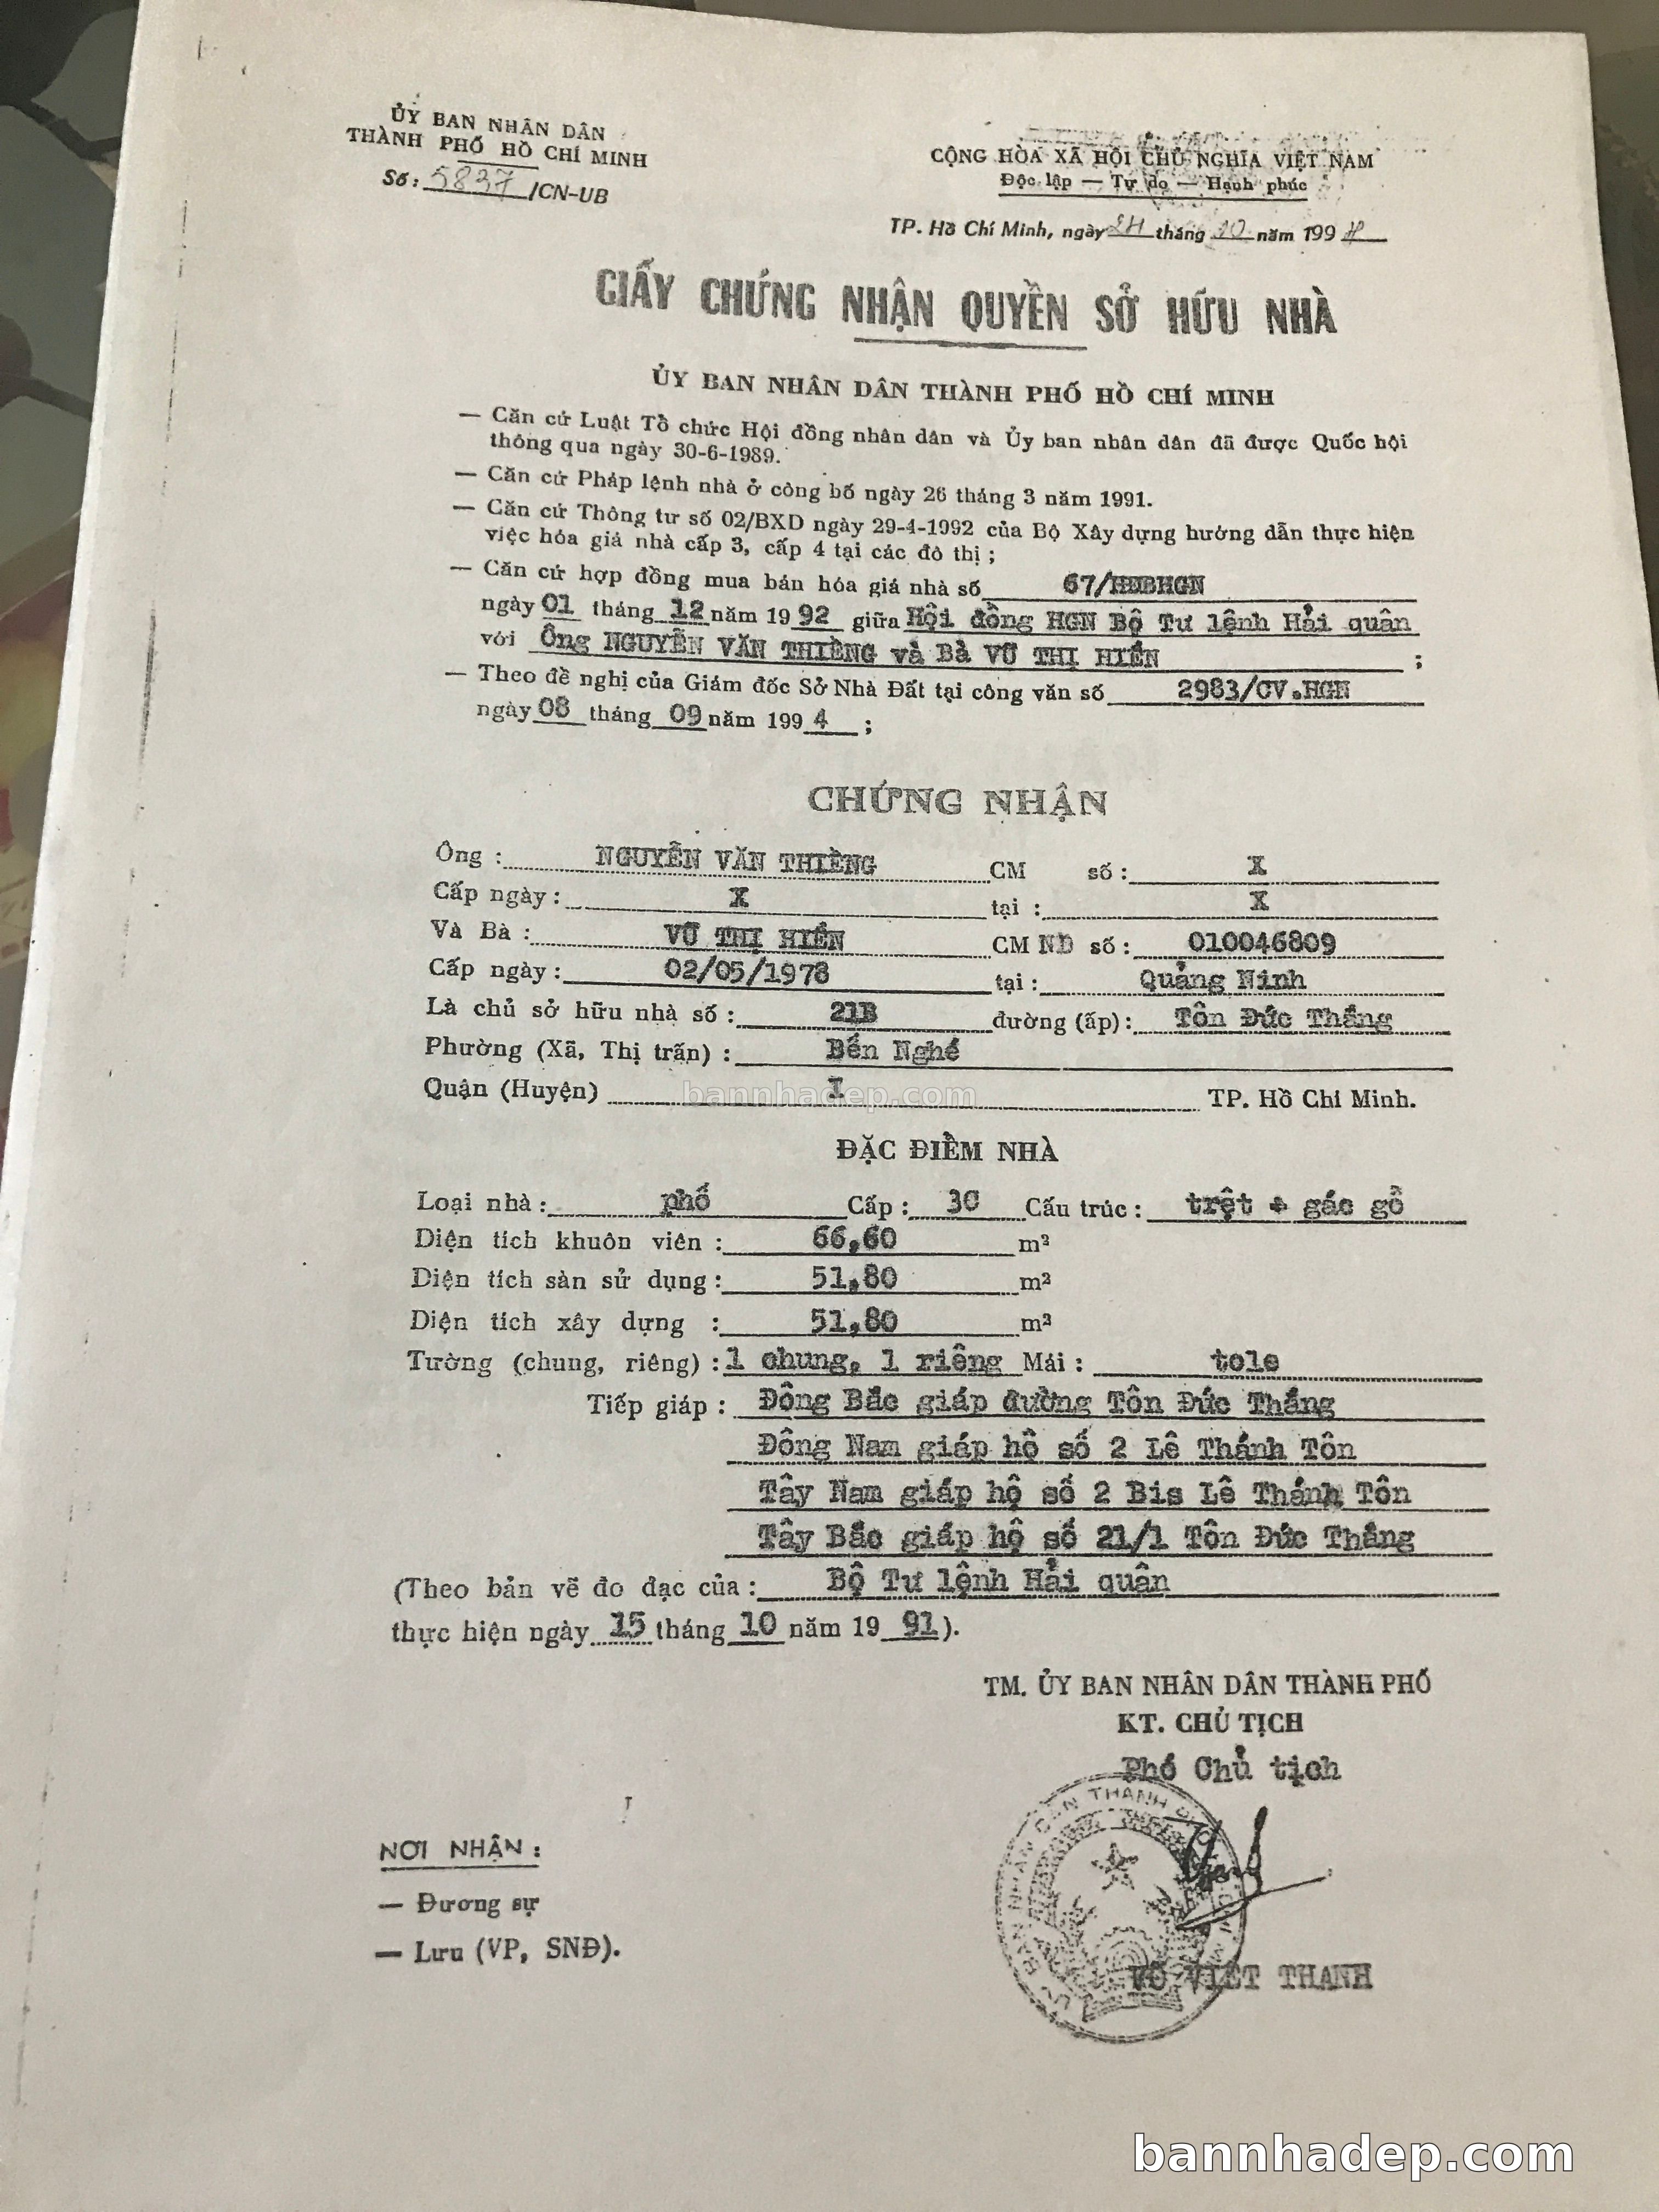 ỦY BAN NHÂN DÂN
THÀNH PHỐ HỒ CHÍ MINH
Số: 5837 /CN-UB
CỘNG HÒA XÃ HỘI CHỦ NGHĨA VIỆT NAM
Độc lập — Tự do — Hạnh phúc
TP. Hồ Chí Minh, ngày 24 tháng 10 năm 199
GIẤY CHỨNG NHẬN QUYỀN SỞ HỮU NHÀ
ỦY BAN NHÂN DÂN THÀNH PHỐ HỒ CHÍ MINH
— Căn cứ Luật Tổ chức Hội đồng nhân dân và Ủy ban nhân dân đã được Quốc hội
thông qua ngày 30-6-1989.
— Căn cứ Pháp lệnh nhà ở công bố ngày 26 tháng 3 năm 1991.
— Căn cứ Thông tư số 02/BXD ngày 29-4-1992 của Bộ Xây dựng hướng dẫn thực hiện
việc hóa giá nhà cấp 3, cấp 4 tại các đô thị ;
— Căn cứ hợp đồng mua bán hóa giá nhà số 67/
ngày 01 tháng 12 năm 19 92 giữa Hội đồng HGN Bộ Tư lệnh Hải quân
với Ông NGUYỄN VĂN THIÈNG và Bà VŨ THỊ HIỀN ;
— Theo đề nghị của Giám đốc Sở Nhà Đất tại công văn số 2983/CV.HGN
ngày 08 tháng 09 năm 199 4 ;
CHỨNG NHẬN
Ông : NGUYỄN VĂN THIÈNG CM số : X
Cấp ngày : X tại : X
Và Bà : VŨ THỊ HIỀN CM ND số : 010046809
Cấp ngày : 02/05/1978 tại : Quảng Ninh
Là chủ sở hữu nhà số : 21B đường (ấp) : Tôn Đức Thắng
Phường (Xã, Thị trấn) : Bến Nghé
Quận (Huyện) I TP. Hồ Chí Minh.
bannhadep.com
ĐẶC ĐIỂM NHÀ
Loại nhà : phố Cấp : 3C Cấu trúc : trệt + gác gỗ
Diện tích khuôn viên : 66,60 m²
Diện tích sàn sử dụng : 51,80 m²
Diện tích xây dựng : 51,80 m²
Tường (chung, riêng) : 1 chung, 1 riêng Mái : tole
Tiếp giáp : Đông Bắc giáp đường Tôn Đức Thắng
Đông Nam giáp hộ số 2 Lê Thánh Tôn
Tây Nam giáp hộ số 2 Bis Lê Thánh Tôn
Tây Bắc giáp hộ số 21/1 Tôn Đức Thắng
(Theo bản vẽ đo đạc của : Bộ Tư lệnh Hải quân
thực hiện ngày 15 tháng 10 năm 19 91).
TM. ỦY BAN NHÂN DÂN THÀNH PHỐ
KT. CHỦ TỊCH
Phó Chủ tịch
NƠI NHẬN :
— Đương sự
— Lưu (VP, SNĐ).
VÕ VIẾT THANH
bannhadep.com